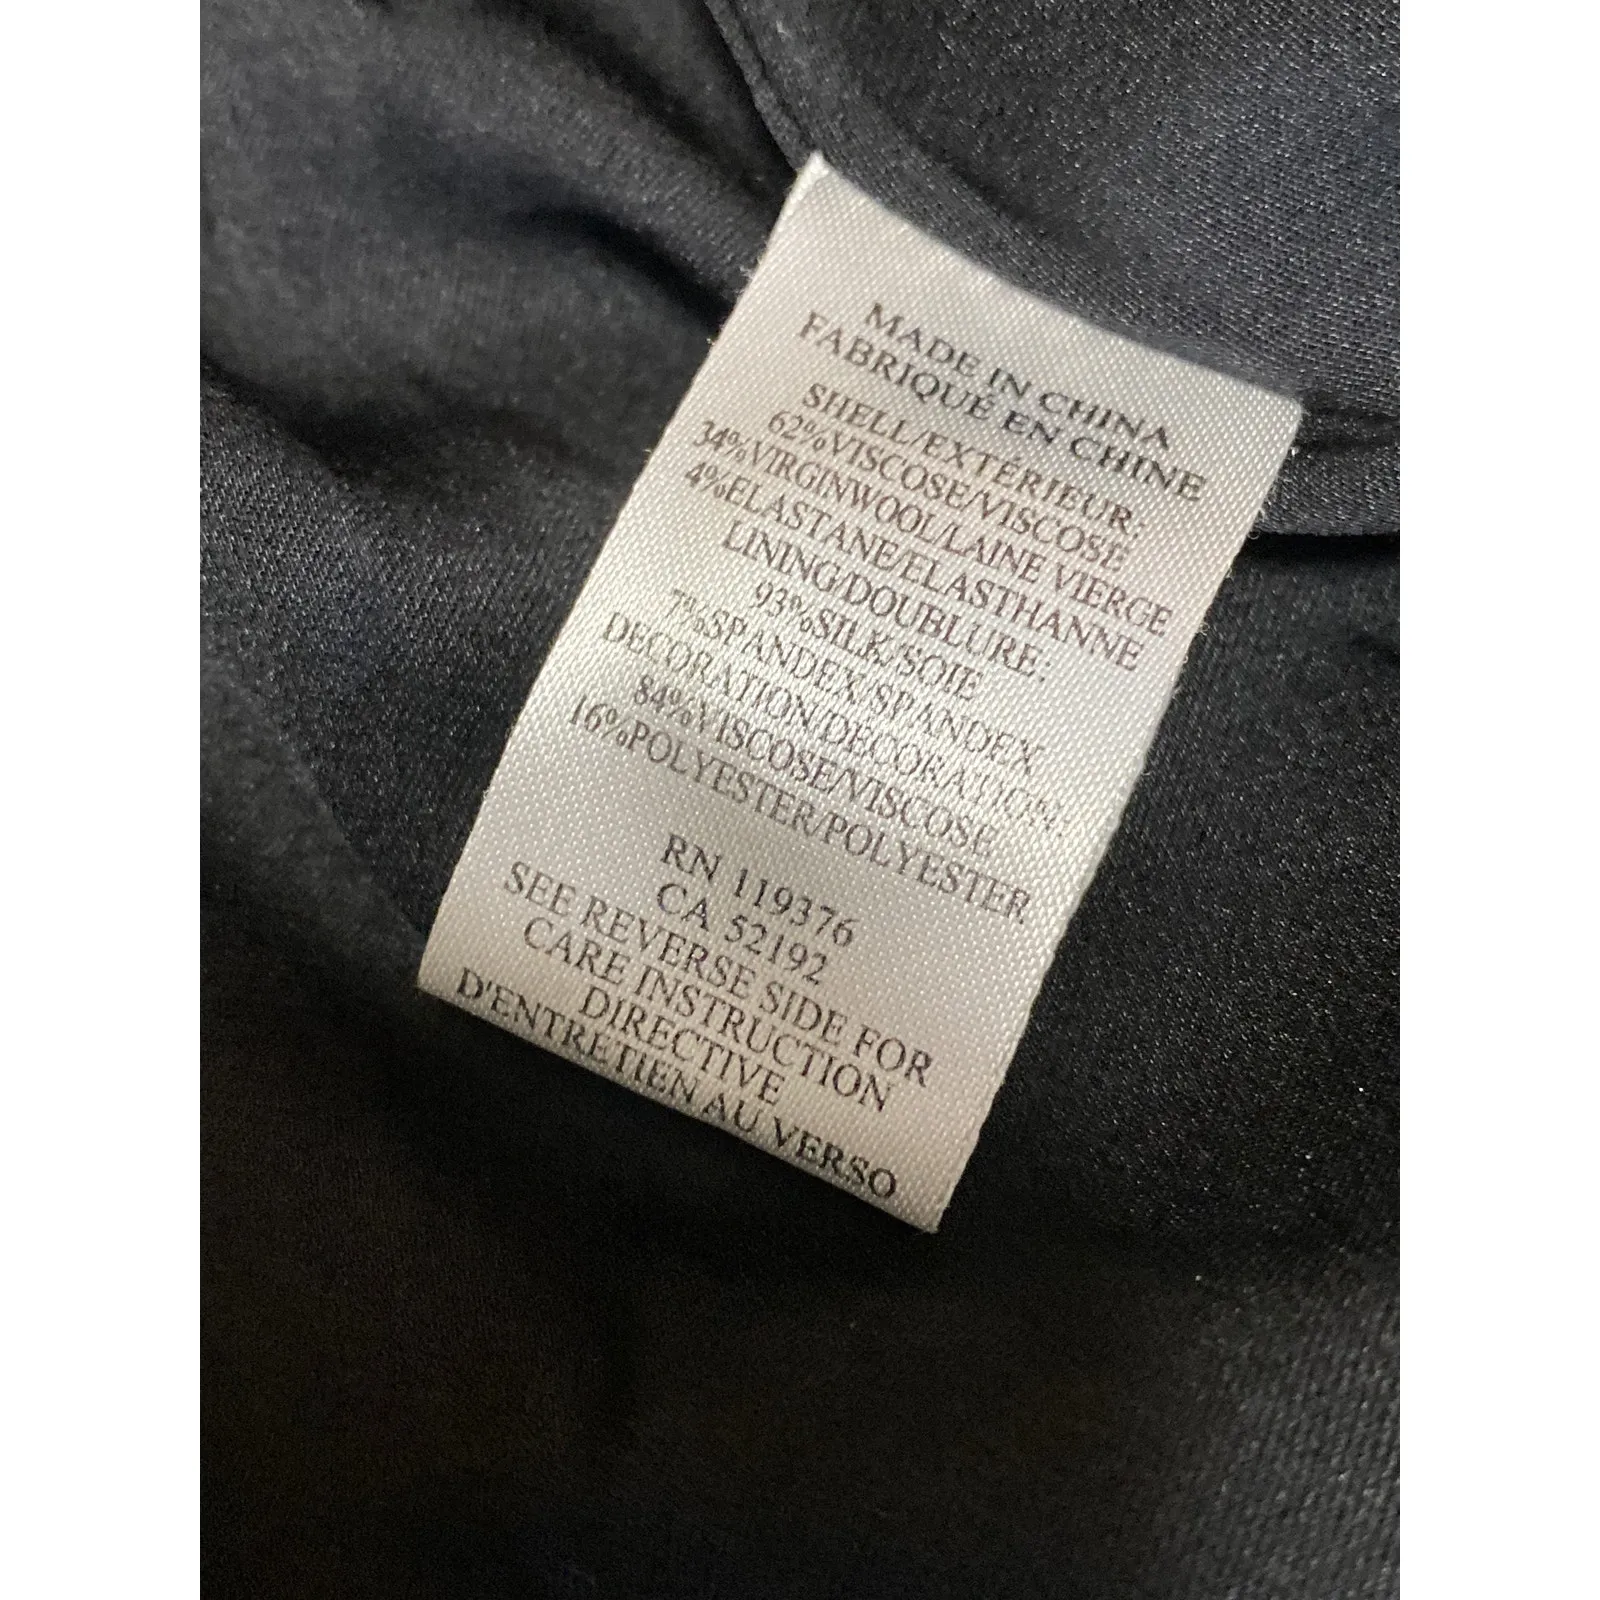 MADE IN CHINA
FABRIQUÉ EN CHINE
SHELL/EXTÉRIEUR:
62%VISCOSE/VISCOSE
34%VIRGINWOOL/LAINE VIERGE
4%ELASTANE/ELASTHANNE
LINING/DOUBLURE:
93%SILK/SOIE
7%SPANDEX/SPANDEX
DECORATION/DECORATION:
84%VISCOSE/VISCOSE
16%POLYESTER/POLYESTER
RN 119376
CA 52192
SEE REVERSE SIDE FOR
CARE INSTRUCTION
DIRECTIVE
D'ENTRETIEN AU VERSO